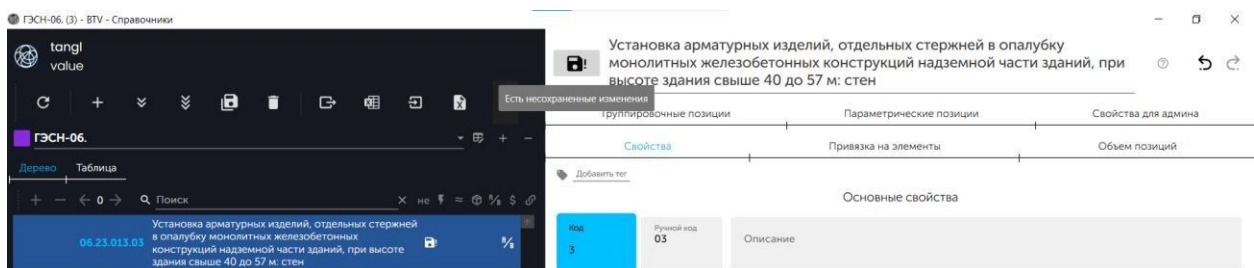 ГЭСН-06. (3) - BTV - Справочники
tangl
value
Установка арматурных изделий, отдельных стержней в опалубку
монолитных железобетонных конструкций надземной части зданий, при
высоте здания свыше 40 до 57 м: стен
Есть несохраненные изменения
Группировочные позиции
Параметрические позиции
Свойства для админа
ГЭСН-06.
Свойства
Привязка на элементы
Объем позиций
Дерево
Таблица
Добавить тег
0
Поиск
не
Основные свойства
06.23.013.03
Установка арматурных изделий, отдельных стержней
в опалубку монолитных железобетонных
конструкций надземной части зданий, при высоте
здания свыше 40 до 57 м: стен
Код
3
Ручной код
03
Описание